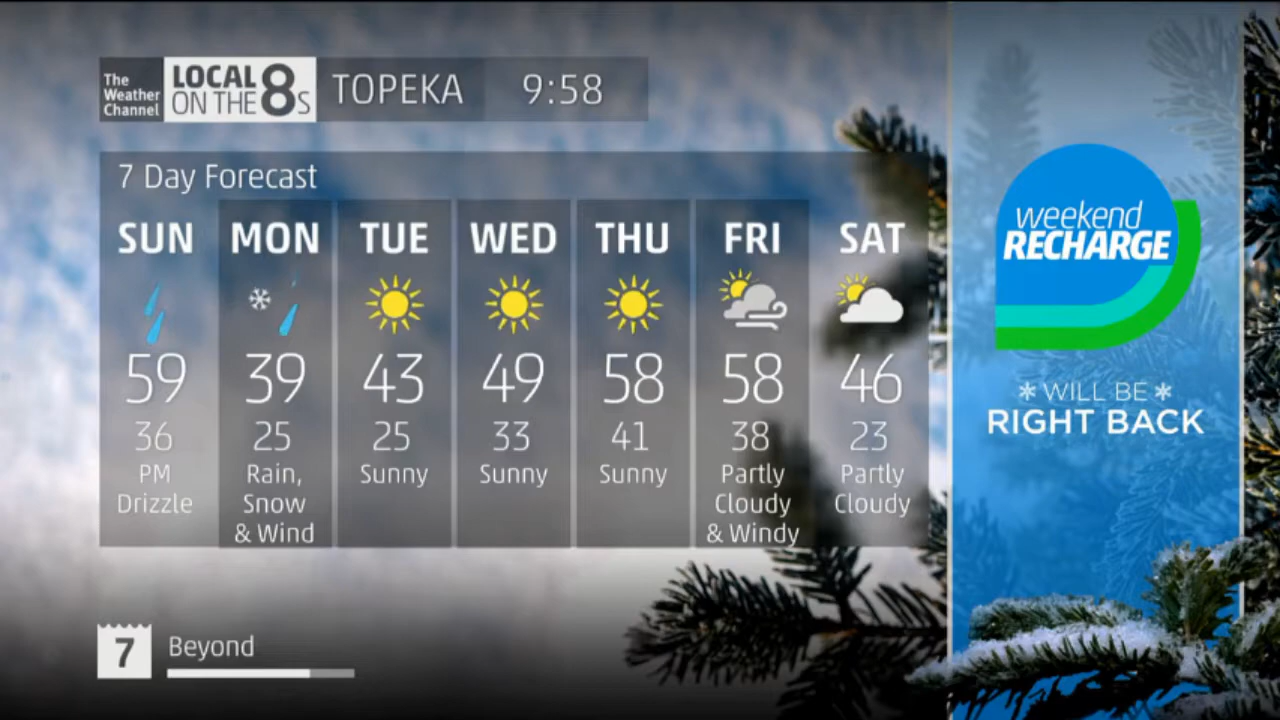 The
Weather
Channel
LOCAL
ON THE 8s
TOPEKA
9:58
7 Day Forecast
SUN
59
36
PM
Drizzle
MON
39
25
Rain,
Snow
& Wind
TUE
43
25
Sunny
WED
49
33
Sunny
THU
58
41
Sunny
FRI
58
38
Partly
Cloudy
& Windy
SAT
46
23
Partly
Cloudy
7
Beyond
weekend
RECHARGE
WILL BE
RIGHT BACK